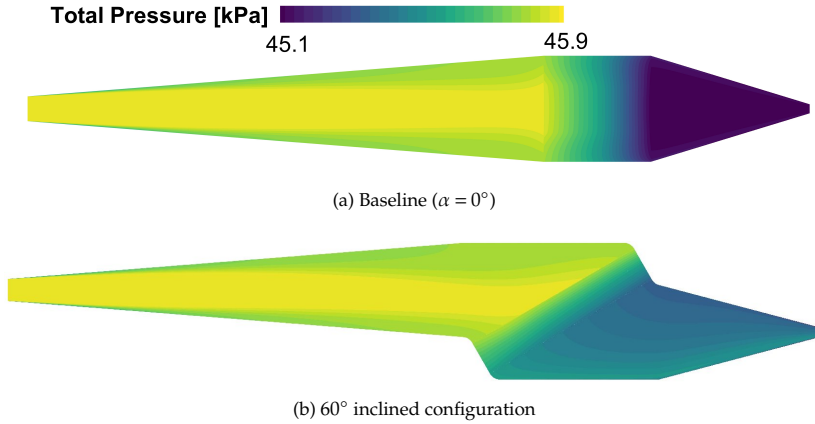 Total Pressure [kPa]
45.1 45.9
(a) Baseline (α = 0°)
(b) 60° inclined configuration